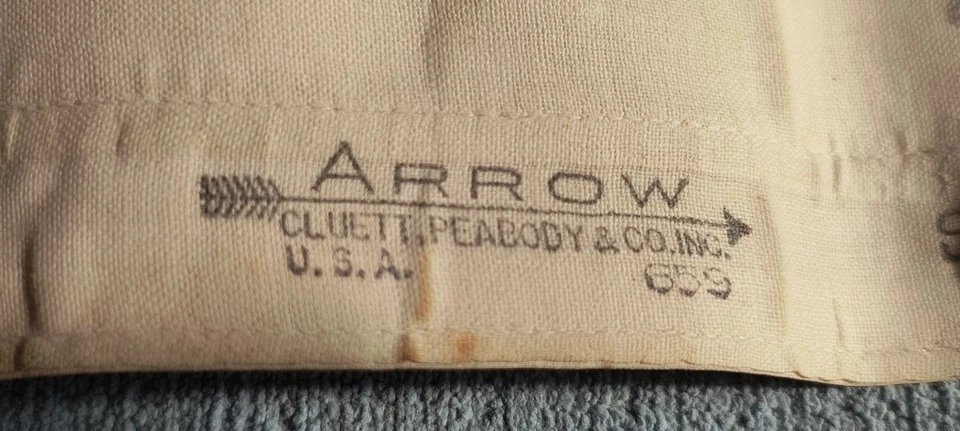 ARROW
CLUETT, PEABODY & CO. INC.
U.S.A. 659